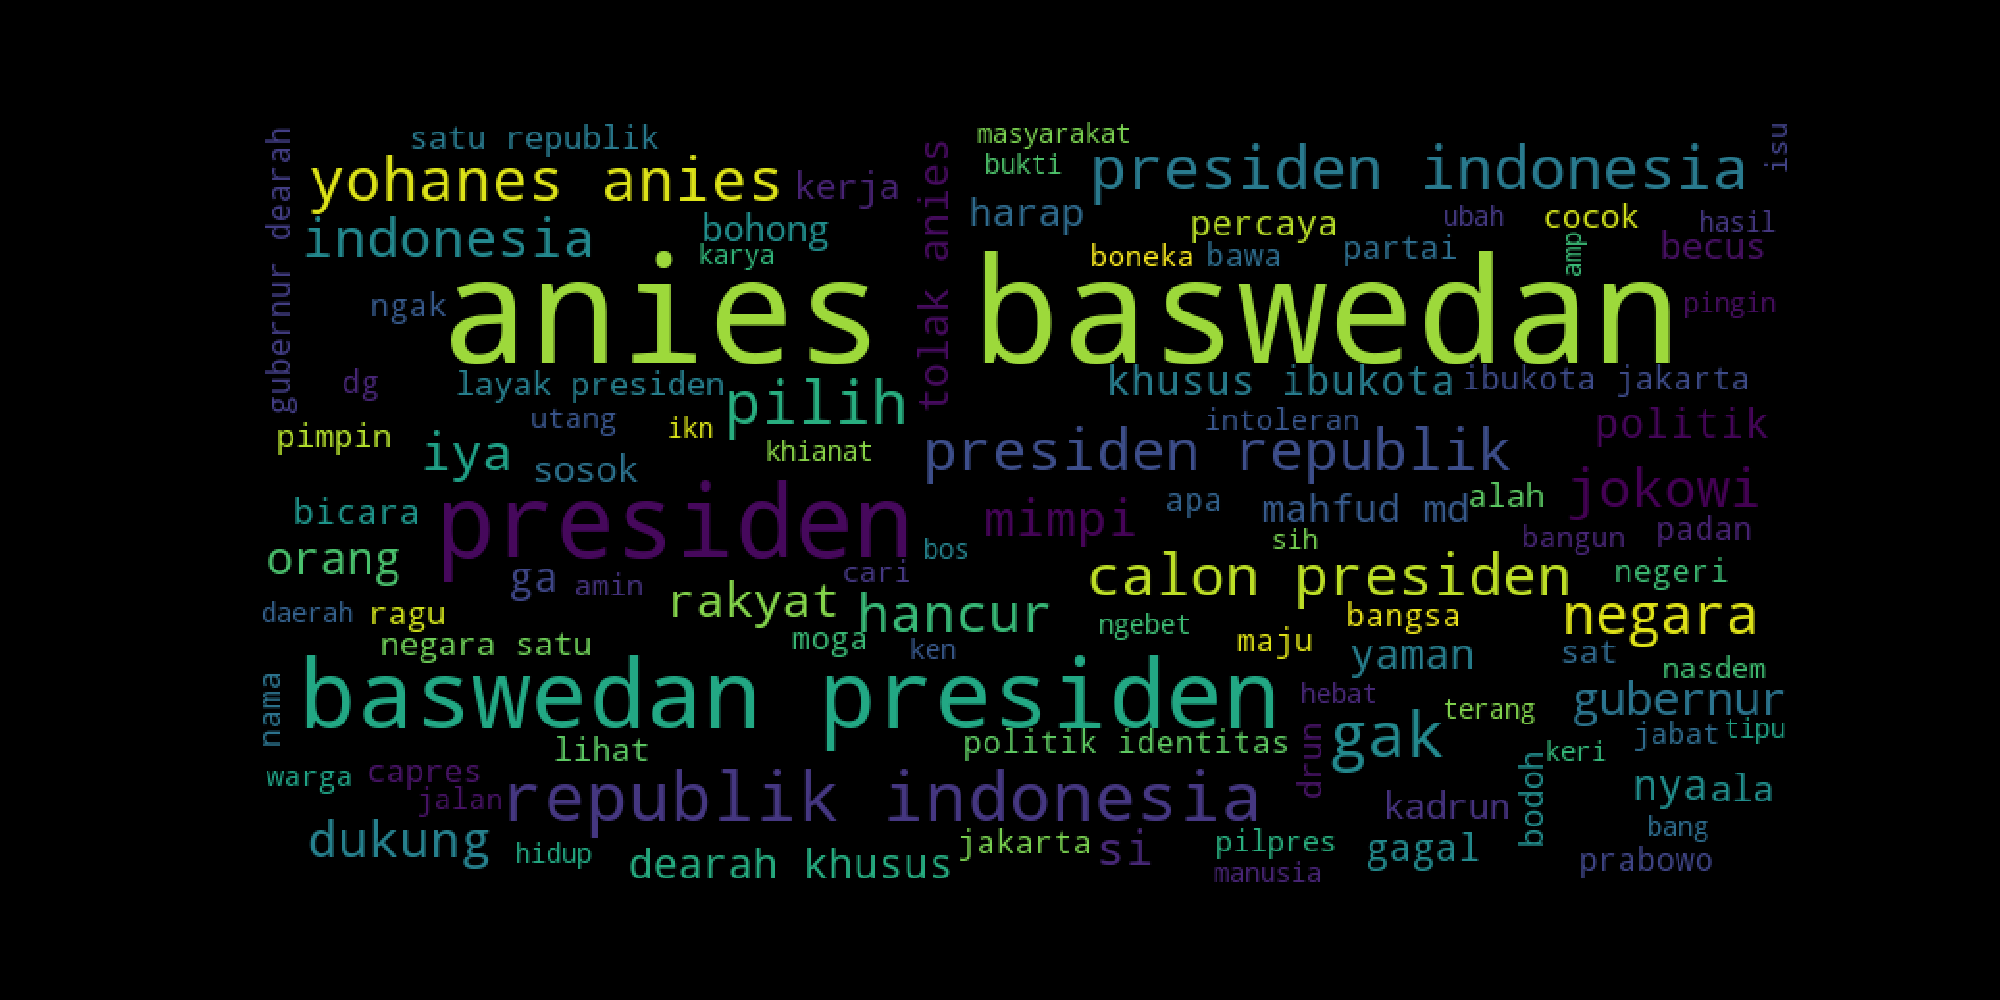 satu republik
masyarakat
isu
gubernur dearah
yohanes anies
kerja
tolak anies
bukti
presiden indonesia
indonesia
bohong
harap
percaya
ubah
cocok
hasil
karya
boneka
bawa
partai
amp
becus
ngak
anies baswedan
pingin
dg
layak presiden
pilih
khusus ibukota
ibukota jakarta
pimpin
utang
ikn
intoleran
politik
iya
sosok
khianat
presiden republik
jokowi
bicara
presiden
mimpi
apa
mahfud md
alah
orang
bos
sih
bangun
padan
ga
amin
cari
calon presiden
negeri
daerah
ragu
rakyat
hancur
ngebet
bangsa
negara
negara satu
moga
ken
maju
yaman
sat
nasdem
nama
baswedan presiden
hebat
terang
gubernur
lihat
politik identitas
drun
gak
jabat
tipu
warga
capres
bodoh
keri
jalan
republik indonesia
kadrun
nya
ala
dukung
hidup
dearah khusus
jakarta
si
pilpres
gagal
bang
manusia
prabowo